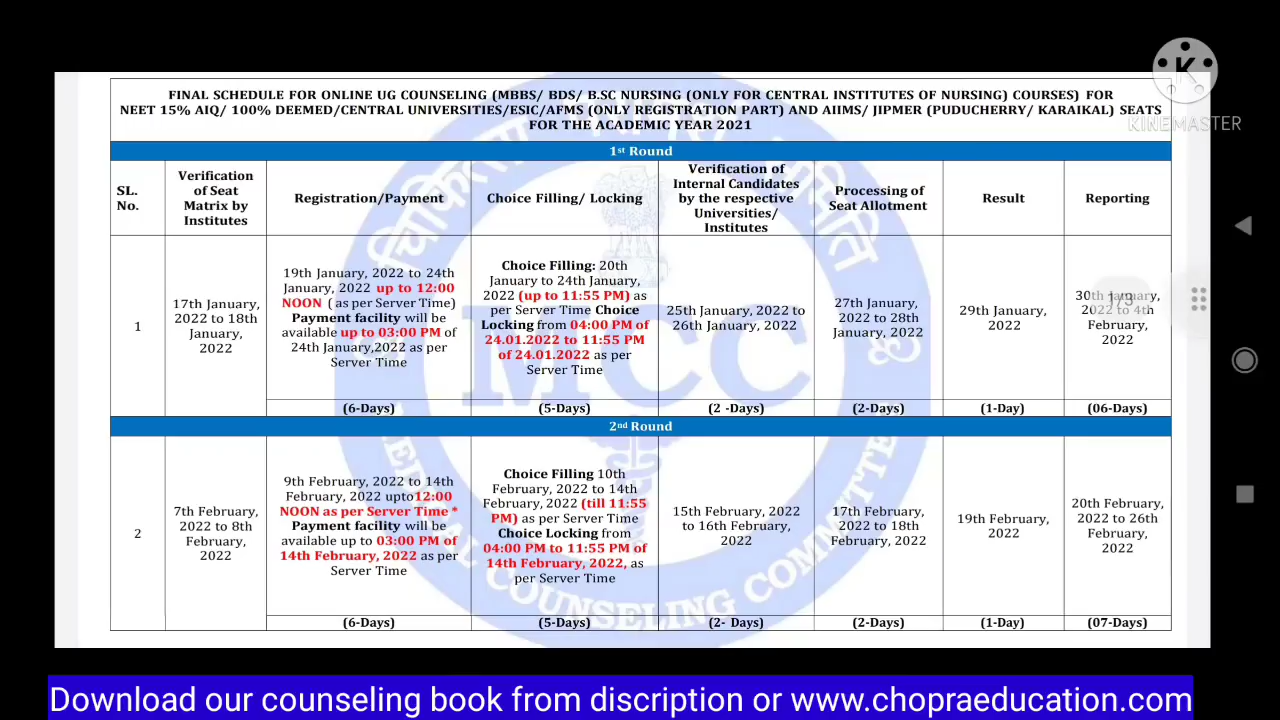 FINAL SCHEDULE FOR ONLINE UG COUNSELING (MBBS/ BDS/ B.SC NURSING (ONLY FOR CENTRAL INSTITUTES OF NURSING) COURSES) FOR
NEET 15% AIQ/ 100% DEEMED/CENTRAL UNIVERSITIES/ESIC/AFMS (ONLY REGISTRATION PART) AND AIIMS/ JIPMER (PUDUCHERRY/ KARAIKAL) SEATS
FOR THE ACADEMIC YEAR 2021
KINEMASTER
1st Round
SL.
No.
Verification
of Seat
Matrix by
Institutes
Registration/Payment
Choice Filling/ Locking
Verification of
Internal Candidates
by the respective
Universities/
Institutes
Processing of
Seat Allotment
Result
Reporting
1
17th January,
2022 to 18th
January,
2022
19th January, 2022 to 24th
January, 2022 up to 12:00
NOON ( as per Server Time)
Payment facility will be
available up to 03:00 PM of
24th January,2022 as per
Server Time
Choice Filling: 20th
January to 24th January,
2022 (up to 11:55 PM) as
per Server Time Choice
Locking from 04:00 PM of
24.01.2022 to 11:55 PM
of 24.01.2022 as per
Server Time
25th January, 2022 to
26th January, 2022
27th January,
2022 to 28th
January, 2022
29th January,
2022
30th January,
2022 to 4th
February,
2022
1/3
(6-Days)
(5-Days)
(2 -Days)
(2-Days)
(1-Day)
(06-Days)
2nd Round
2
7th February,
2022 to 8th
February,
2022
9th February, 2022 to 14th
February, 2022 upto12:00
NOON as per Server Time *
Payment facility will be
available up to 03:00 PM of
14th February, 2022 as per
Server Time
Choice Filling 10th
February, 2022 to 14th
February, 2022 (till 11:55
PM) as per Server Time
Choice Locking from
04:00 PM to 11:55 PM of
14th February, 2022, as
per Server Time
15th February, 2022
to 16th February,
2022
17th February,
2022 to 18th
February, 2022
19th February,
2022
20th February,
2022 to 26th
February,
2022
(6-Days)
(5-Days)
(2- Days)
(2-Days)
(1-Day)
(07-Days)
MCC
COUNSELING COMMITTEE
Download our counseling book from discription or www.chopraeducation.com